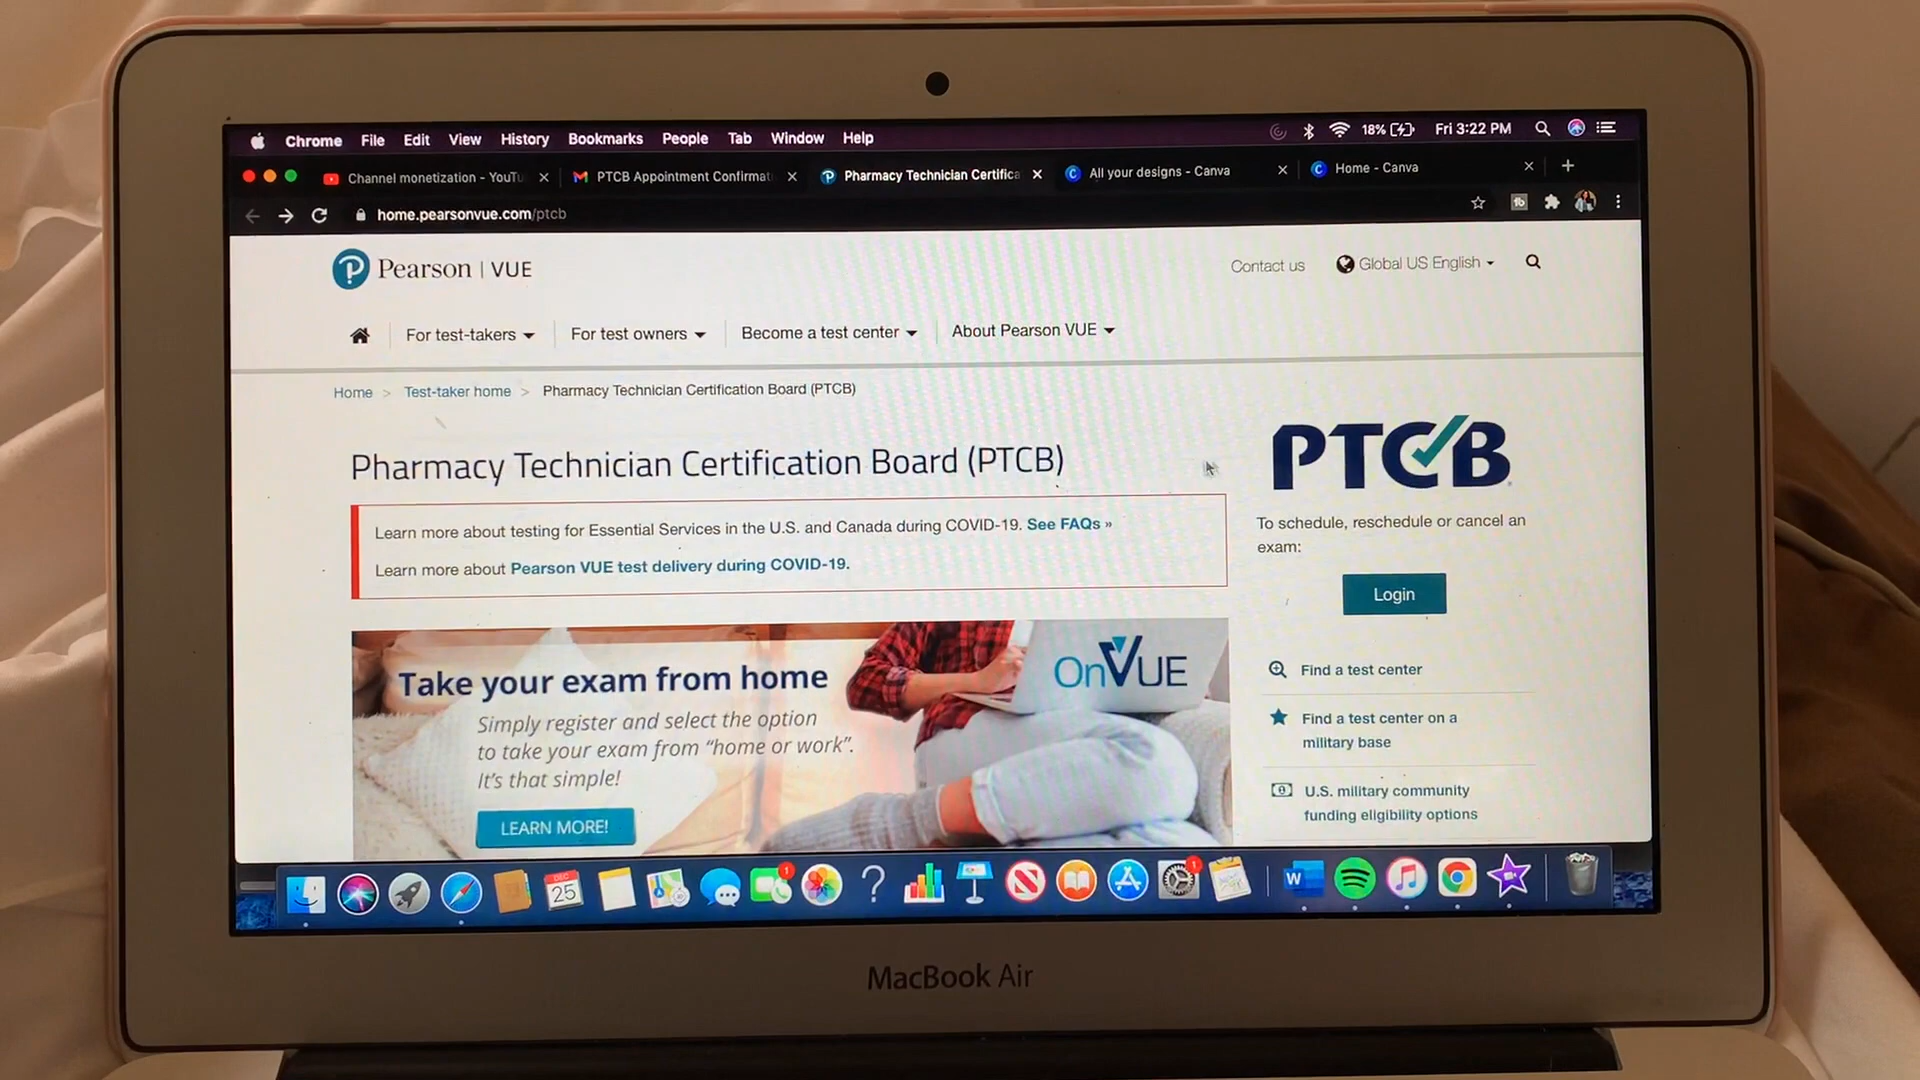 Chrome File Edit View History Bookmarks People Tab Window Help 18% Fri 3:22 PM
Channel monetization - YouTu PTCB Appointment Confirmat Pharmacy Technician Certifica All your designs - Canva Home - Canva
home.pearsonvue.com/ptcb
Pearson | VUE
Contact us Global US English
For test-takers For test owners Become a test center About Pearson VUE
Home > Test-taker home > Pharmacy Technician Certification Board (PTCB)
Pharmacy Technician Certification Board (PTCB)
Learn more about testing for Essential Services in the U.S. and Canada during COVID-19. See FAQs »
Learn more about Pearson VUE test delivery during COVID-19.
Take your exam from home
Simply register and select the option
to take your exam from “home or work”.
It’s that simple!
LEARN MORE!
OnVUE
PTCB
To schedule, reschedule or cancel an
exam:
Login
Find a test center
Find a test center on a
military base
U.S. military community
funding eligibility options
DEC
25
1
1
W
MacBook Air